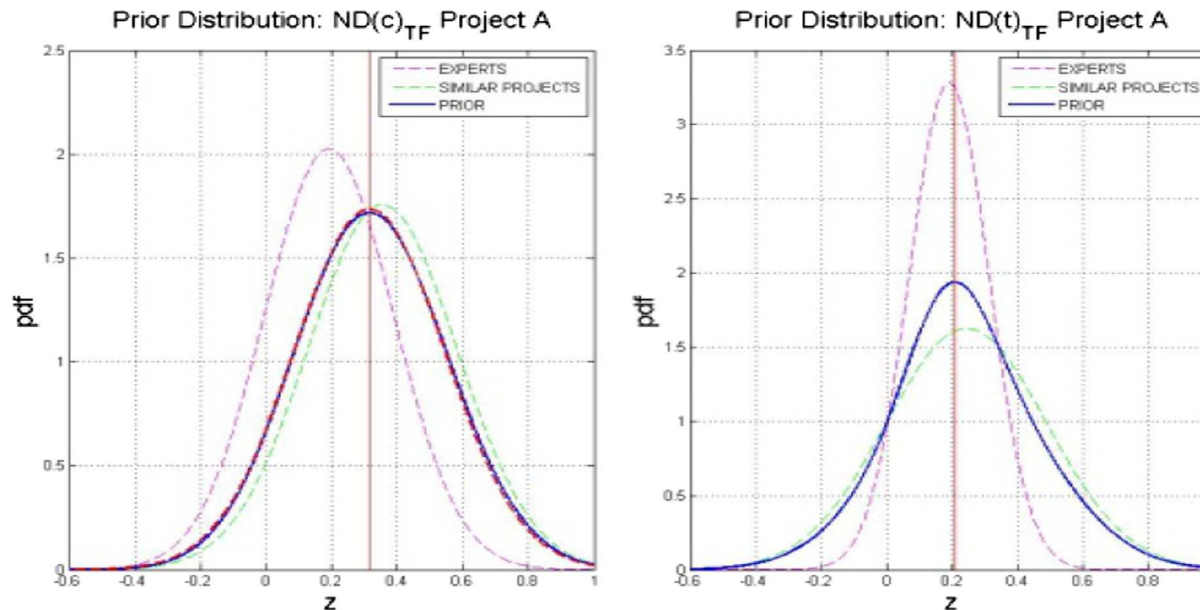 Prior Distribution: ND(c)TF Project A
2.5
2
1.5
1
0.5
0
-0.6
-0.4
-0.2
0
0.2
0.4
0.6
0.8
1
pdf
z
EXPERTS
SIMILAR PROJECTS
PRIOR
Prior Distribution: ND(t)TF Project A
3.5
3
2.5
2
1.5
1
0.5
0
-0.6
-0.4
-0.2
0
0.2
0.4
0.6
0.8
pdf
z
EXPERTS
SIMILAR PROJECTS
PRIOR